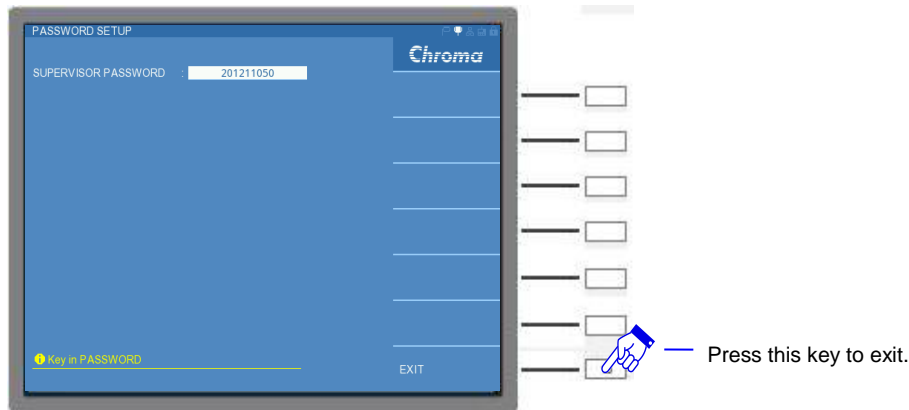 PASSWORD SETUP
Chroma
SUPERVISOR PASSWORD : 201211050
Key in PASSWORD
EXIT
Press this key to exit.